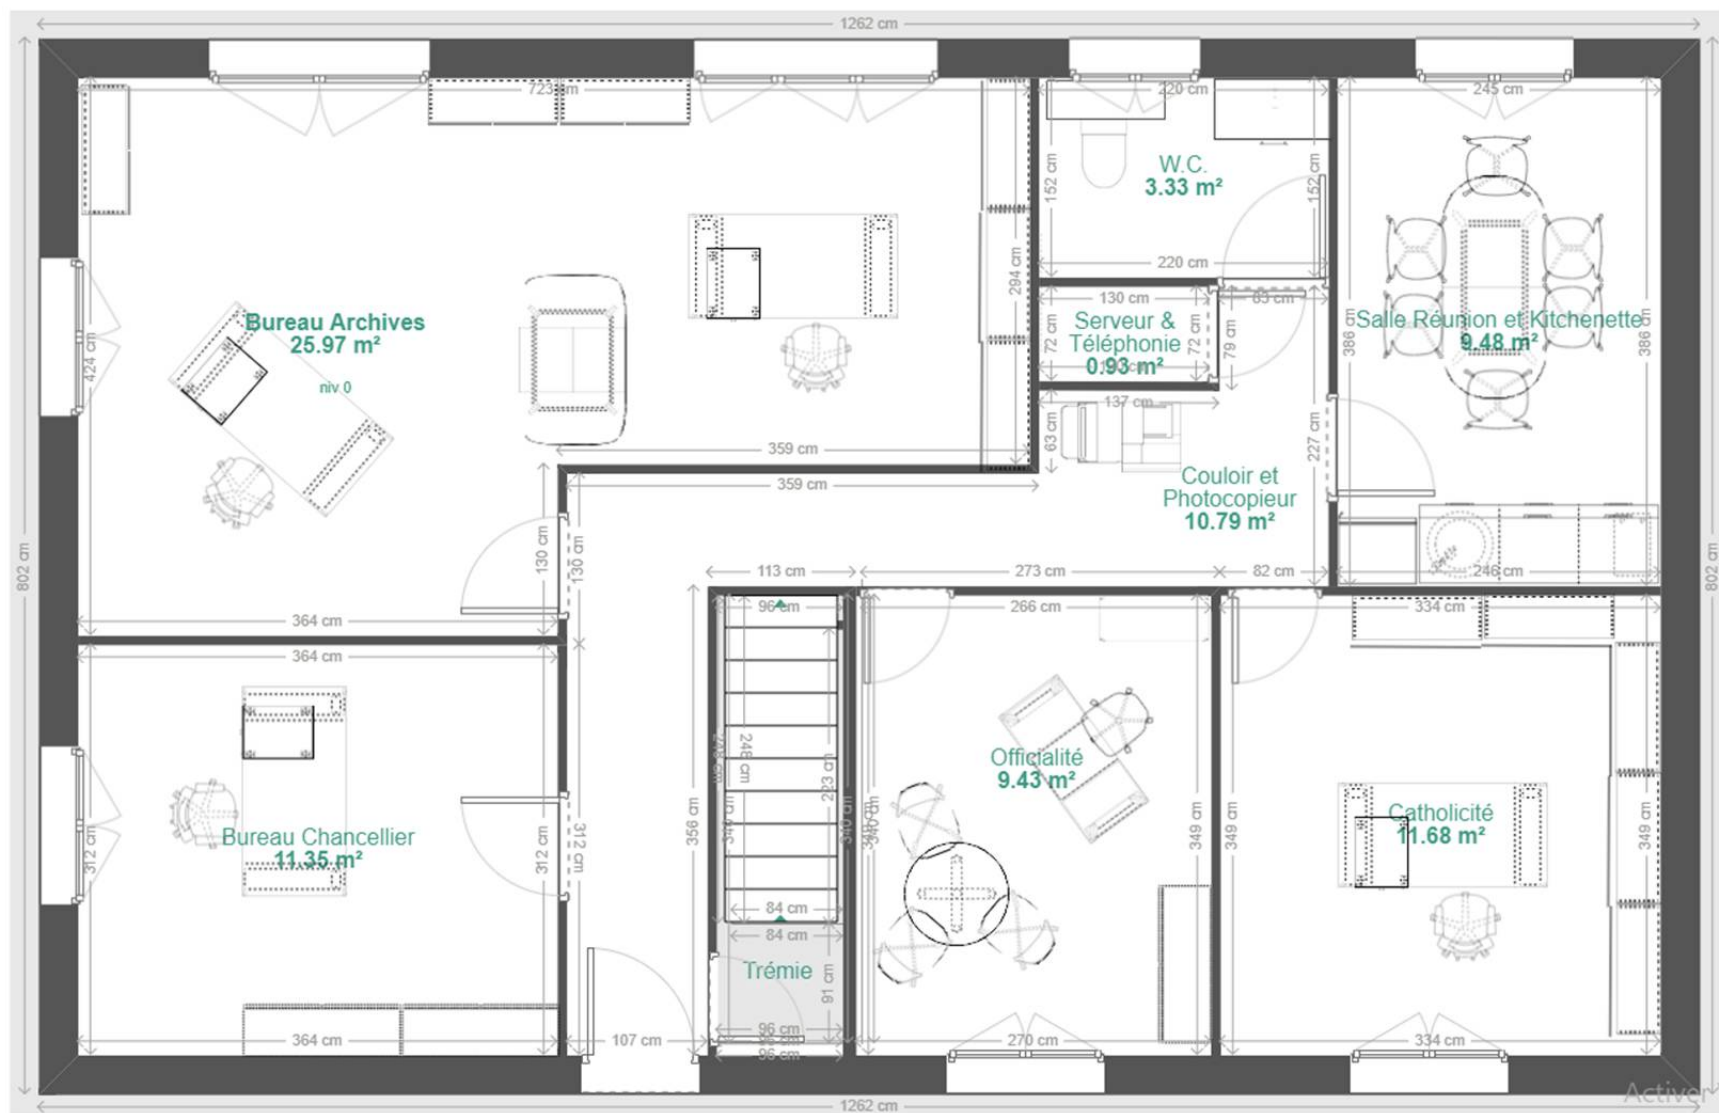 1262 cm
723 cm
220 cm
245 cm
W.C.
3.33 m²
152 cm
152 cm
220 cm
294 cm
130 cm
83 cm
Bureau Archives
25.97 m²
niv 0
424 cm
Serveur &
Téléphonie
0.93 m²
72 cm
72 cm
79 cm
Salle Réunion et Kitchenette
9.48 m²
386 cm
386 cm
137 cm
63 cm
227 cm
359 cm
359 cm
Couloir et
Photocopieur
10.79 m²
130 cm
130 cm
802 cm
802 cm
113 cm
273 cm
82 cm
246 cm
364 cm
96 cm
266 cm
334 cm
364 cm
248 cm
223 cm
Officialité
9.43 m²
Catholicité
11.68 m²
Bureau Chancellier
11.35 m²
312 cm
312 cm
312 cm
356 cm
340 cm
349 cm
349 cm
349 cm
84 cm
84 cm
Trémie
91 cm
96 cm
364 cm
107 cm
96 cm
270 cm
334 cm
Activer
1262 cm